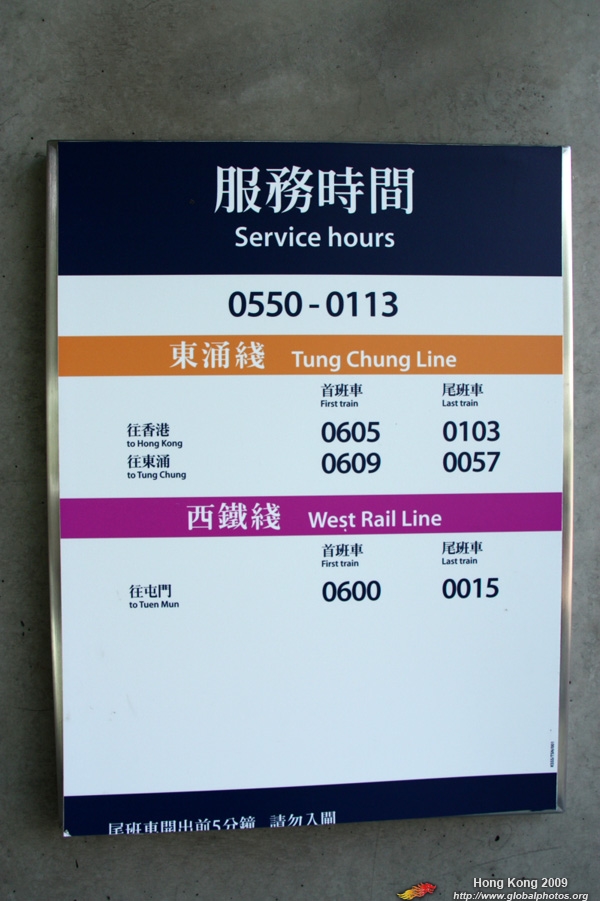 服務時間
Service hours
0550 - 0113
東涌綫 Tung Chung Line
首班車 尾班車
First train Last train
往香港 0605 0103
to Hong Kong
往東涌 0609 0057
to Tung Chung
西鐵綫 West Rail Line
首班車 尾班車
First train Last train
往屯門 0600 0015
to Tuen Mun
尾班車開出前5分鐘 請勿入閘
Hong Kong 2009
http://www.globalphotos.org